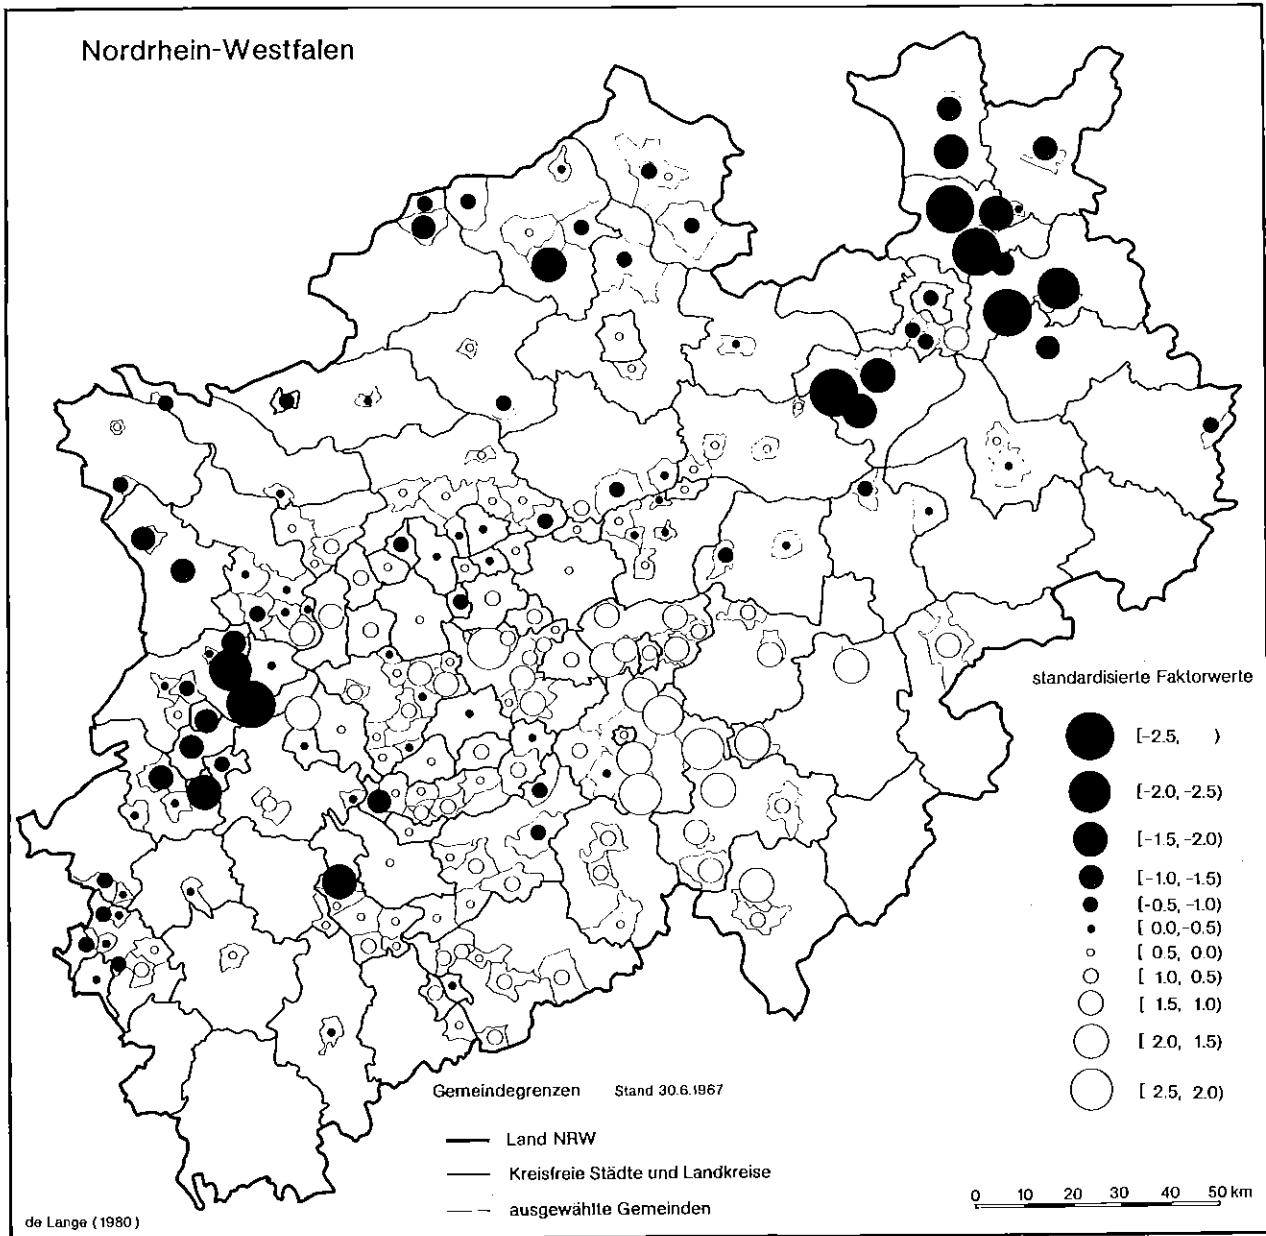 Nordrhein-Westfalen
standardisierte Faktorwerte
[-2.5, )
[-2.0, -2.5)
[-1.5, -2.0)
[-1.0, -1.5)
[-0.5, -1.0)
[ 0.0, -0.5)
[ 0.5, 0.0)
[ 1.0, 0.5)
[ 1.5, 1.0)
[ 2.0, 1.5)
[ 2.5, 2.0)
Gemeindegrenzen Stand 30.6.1967
Land NRW
Kreisfreie Städte und Landkreise
ausgewählte Gemeinden
0 10 20 30 40 50 km
de Lange (1980)